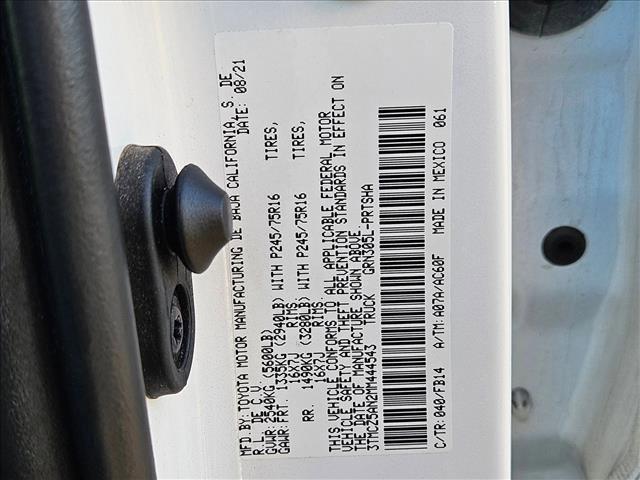 MFD. BY: TOYOTA MOTOR MANUFACTURING DE BAJA CALIFORNIA, S. DE
R.L. DE C.V. DATE: 08/21
GVWR: 2540KG (5600LB)
GAWR: FRT. 1335KG (2940LB) WITH P245/75R16 TIRES,
16X7J RIMS.
RR. 1490KG (3280LB) WITH P245/75R16 TIRES,
16X7J RIMS.
THIS VEHICLE CONFORMS TO ALL APPLICABLE FEDERAL MOTOR
VEHICLE SAFETY AND THEFT PREVENTION STANDARDS IN EFFECT ON
THE DATE OF MANUFACTURE SHOWN ABOVE.
3TMCZ5AN2MM444543 TRUCK GRN305L-PRTSHA
C/TR: 040/FB14 A/TM: A07A/AC60F MADE IN MEXICO 061